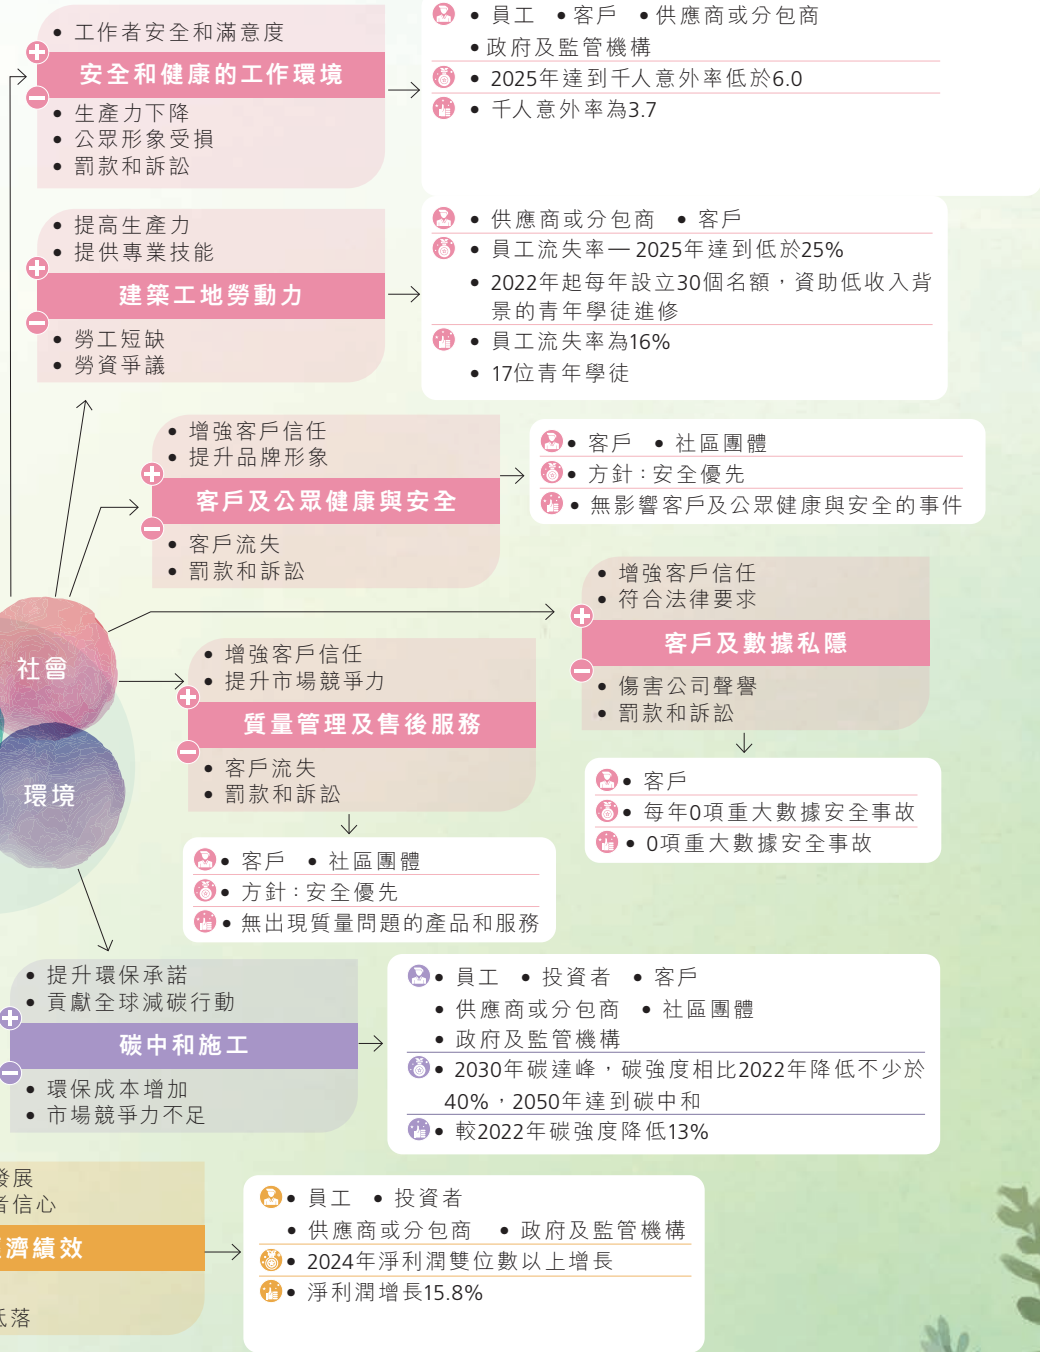 • 工作者安全和滿意度
安全和健康的工作環境
• 生產力下降
• 公眾形象受損
• 罰款和訴訟
• 員工 • 客戶 • 供應商或分包商
• 政府及監管機構
• 2025年達到千人意外率低於6.0
• 千人意外率為3.7
• 提高生產力
• 提供專業技能
建築工地勞動力
• 勞工短缺
• 勞資爭議
• 供應商或分包商 • 客戶
• 員工流失率—2025年達到低於25%
• 2022年起每年設立30個名額，資助低收入背
景的青年學徒進修
• 員工流失率為16%
• 17位青年學徒
• 增強客戶信任
• 提升品牌形象
客戶及公眾健康與安全
• 客戶流失
• 罰款和訴訟
• 客戶 • 社區團體
• 方針：安全優先
• 無影響客戶及公眾健康與安全的事件
• 增強客戶信任
• 符合法律要求
客戶及數據私隱
• 傷害公司聲譽
• 罰款和訴訟
• 客戶
• 每年0項重大數據安全事故
• 0項重大數據安全事故
社會
• 增強客戶信任
• 提升市場競爭力
質量管理及售後服務
• 客戶流失
• 罰款和訴訟
• 客戶 • 社區團體
• 方針：安全優先
• 無出現質量問題的產品和服務
環境
• 提升環保承諾
• 貢獻全球減碳行動
碳中和施工
• 環保成本增加
• 市場競爭力不足
• 員工 • 投資者 • 客戶
• 供應商或分包商 • 社區團體
• 政府及監管機構
• 2030年碳達峰，碳強度相比2022年降低不少於
40%，2050年達到碳中和
• 較2022年碳強度降低13%
發展
者信心
濟績效
低落
• 員工 • 投資者
• 供應商或分包商 • 政府及監管機構
• 2024年淨利潤雙位數以上增長
• 淨利潤增長15.8%